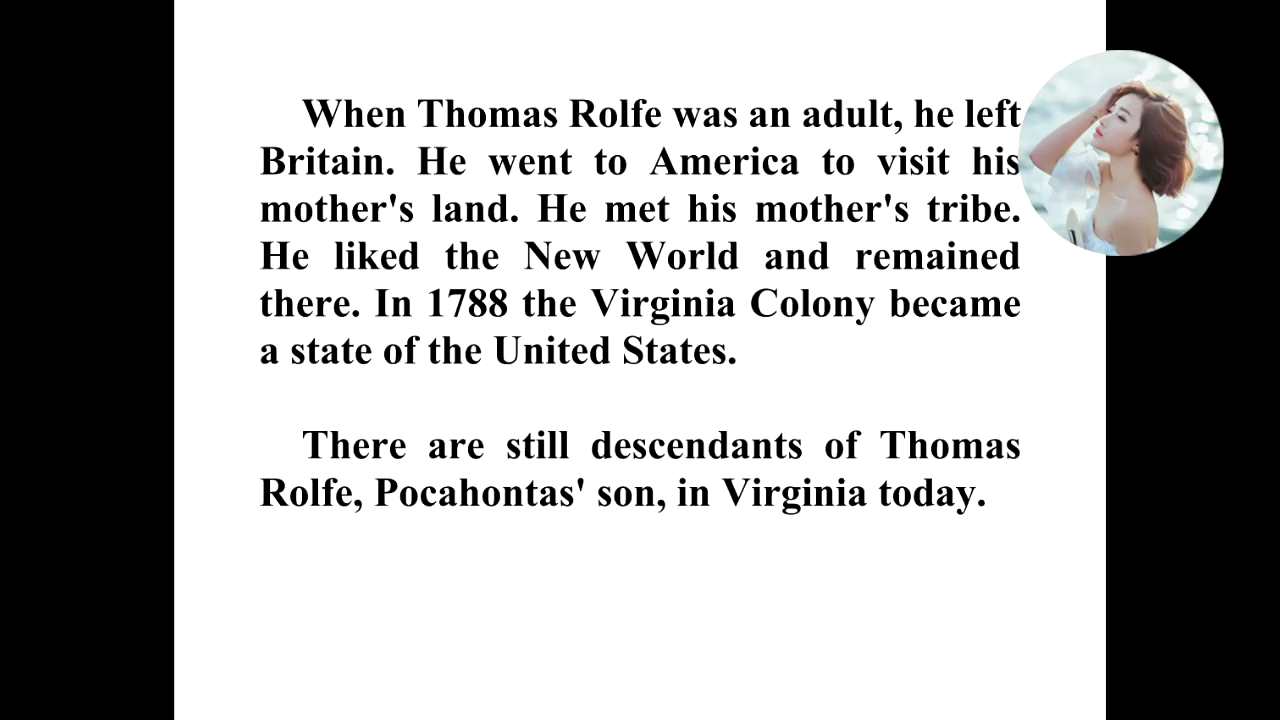 When Thomas Rolfe was an adult, he left
Britain. He went to America to visit his
mother's land. He met his mother's tribe.
He liked the New World and remained
there. In 1788 the Virginia Colony became
a state of the United States.
There are still descendants of Thomas
Rolfe, Pocahontas' son, in Virginia today.